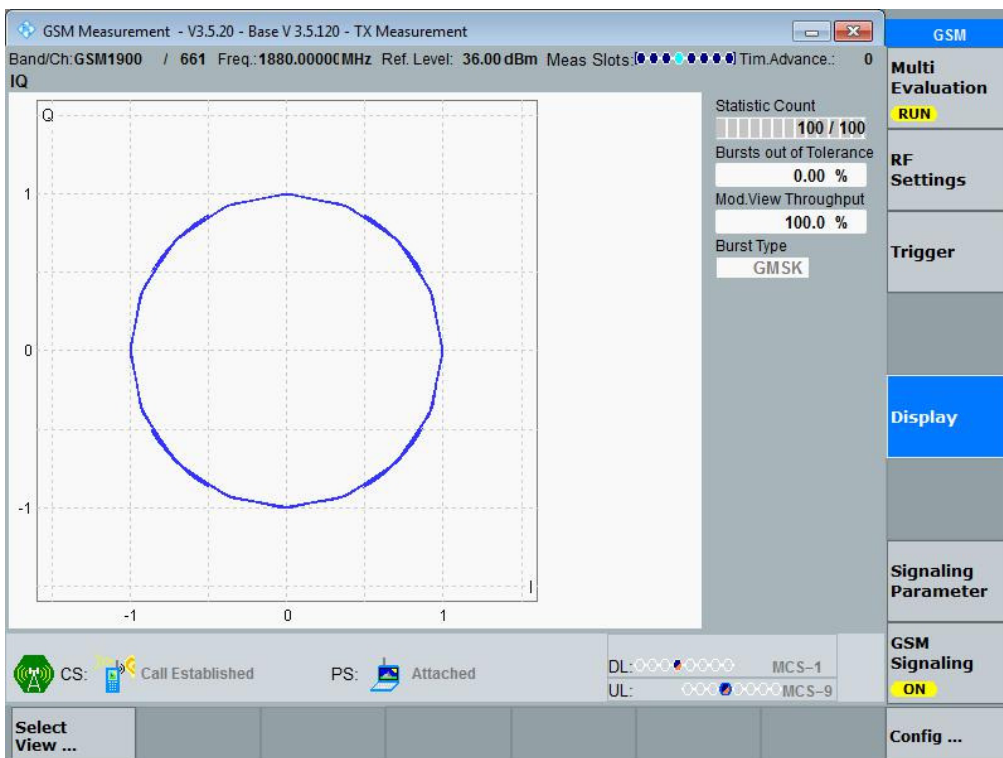 GSM Measurement - V3.5.20 - Base V 3.5.120 - TX Measurement
GSM
Band/Ch: GSM1900 / 661 Freq.: 1880.0000 MHz Ref. Level: 36.00 dBm Meas Slots: Tim.Advance.: 0
IQ
Multi
Evaluation
RUN
RF
Settings
Trigger
Display
Signaling
Parameter
GSM
Signaling
ON
Q
1
0
-1
I
-1 0 1
Statistic Count
100 / 100
Bursts out of Tolerance
0.00 %
Mod.View Throughput
100.0 %
Burst Type
GMSK
CS: Call Established PS: Attached
DL: MCS-1
UL: MCS-9
Select
View ...
Config ...